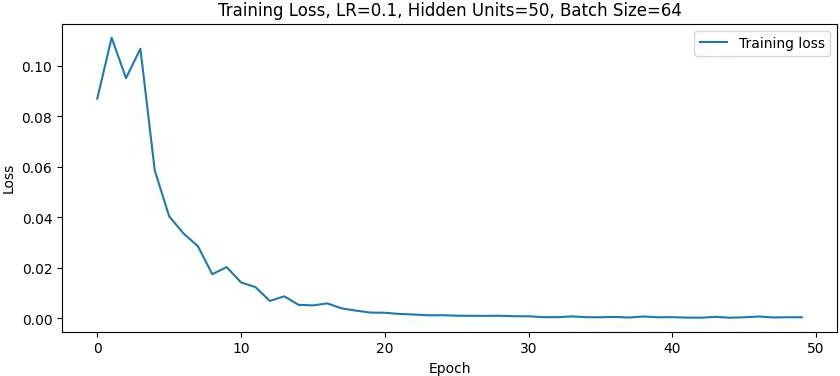 Training Loss, LR=0.1, Hidden Units=50, Batch Size=64
Training loss
0.10
0.08
0.06
0.04
0.02
0.00
Loss
0 10 20 30 40 50
Epoch